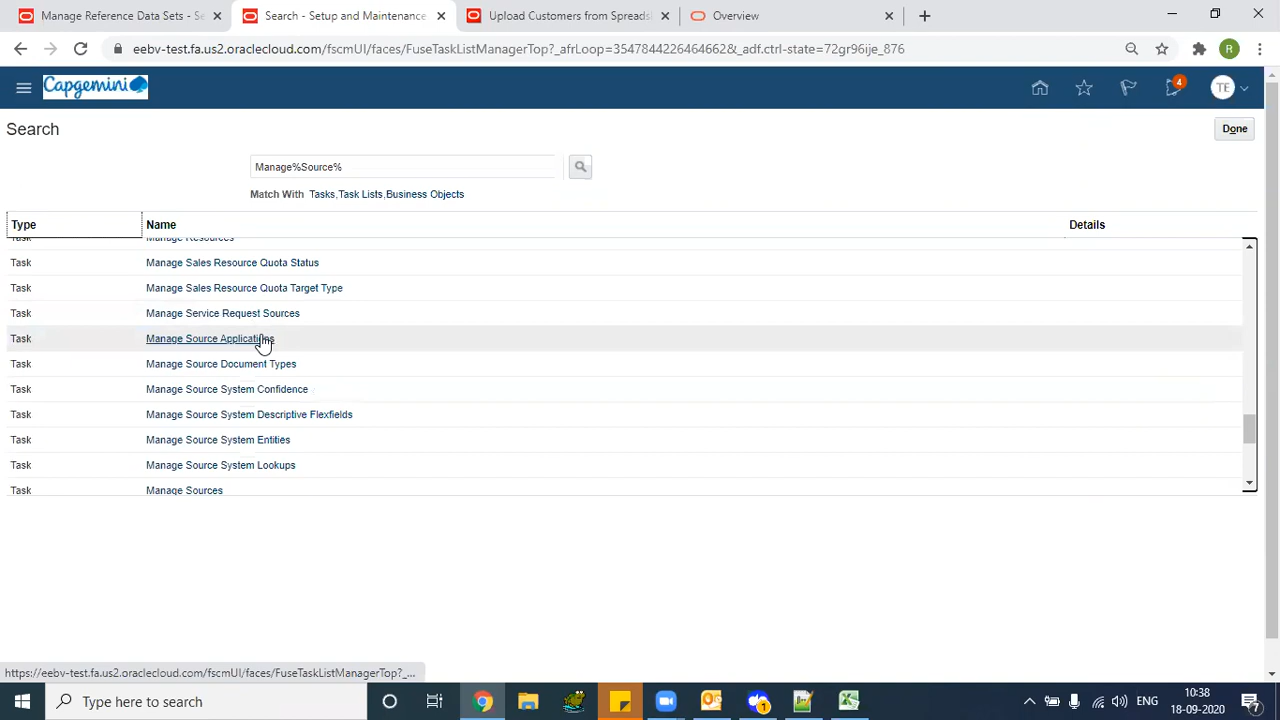 Manage Reference Data Sets - Se
Search - Setup and Maintenance
Upload Customers from Spreads
Overview
eebv-test.fa.us2.oraclecloud.com/fscmUI/faces/FuseTaskListManagerTop?_afrLoop=3547844226464662&_adf.ctrl-state=72gr96ije_876
R
Capgemini
4
TE
Search
Done
Manage%Source%
Match With Tasks,Task Lists,Business Objects
Type Name Details
Task Manage Resources
Task Manage Sales Resource Quota Status
Task Manage Sales Resource Quota Target Type
Task Manage Service Request Sources
Task Manage Source Applications
Task Manage Source Document Types
Task Manage Source System Confidence
Task Manage Source System Descriptive Flexfields
Task Manage Source System Entities
Task Manage Source System Lookups
Task Manage Sources
https://eebv-test.fa.us2.oraclecloud.com/fscmUI/faces/FuseTaskListManagerTop?_...
Type here to search
1
ENG
10:38
18-09-2020
7